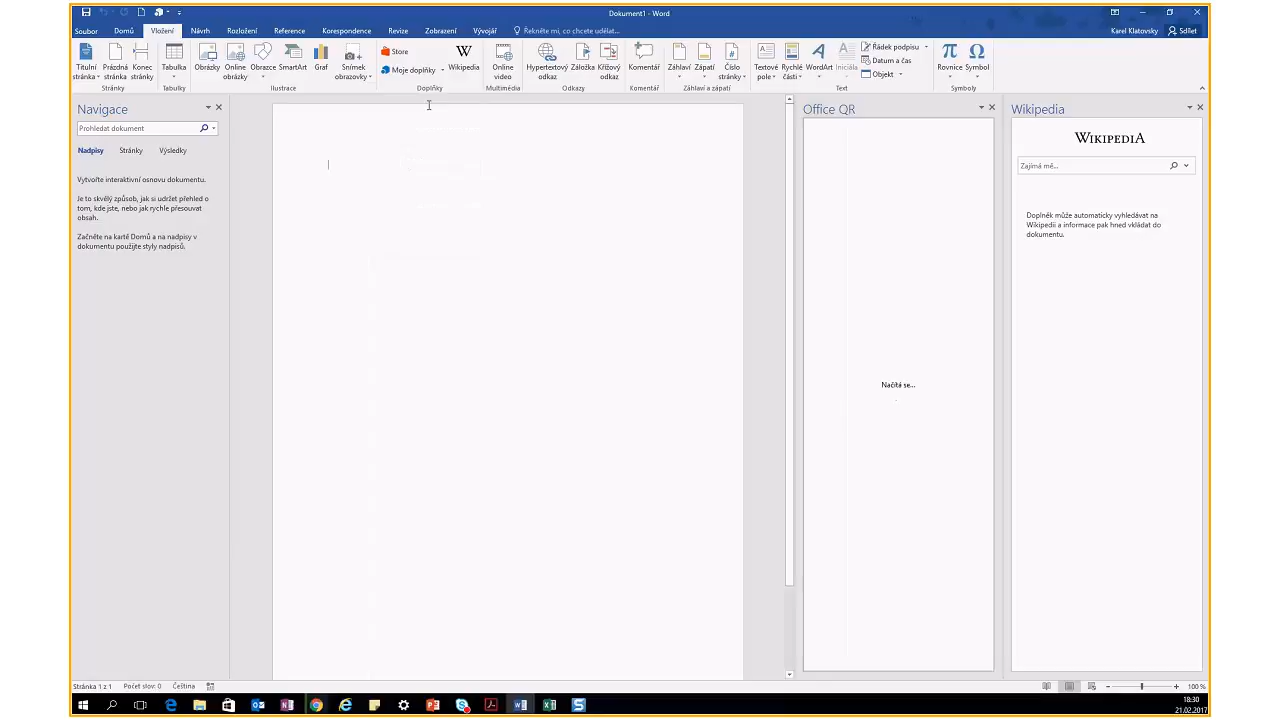 Dokument1 - Word
Soubor Domů Vložení Návrh Rozložení Reference Korespondence Revize Zobrazení Vývojář Řekněte mi, co chcete udělat... Karel Klatovsky Sdílet
Titulní stránka
Prázdná stránka
Konec stránky
Stránky
Tabulka
Tabulky
Obrázky
Online obrázky
Obrazce
SmartArt
Graf
Snímek obrazovky
Ilustrace
Store
Moje doplňky
Wikipedia
Doplňky
Online video
Multimédia
Hypertextový odkaz
Záložka
Křížový odkaz
Odkazy
Komentář
Komentář
Záhlaví
Zápatí
Číslo stránky
Záhlaví a zápatí
Textové pole
Rychlé části
WordArt
Iniciála
Řádek podpisu
Datum a čas
Objekt
Text
Rovnice
Symbol
Symboly
Navigace
Prohledat dokument
Nadpisy Stránky Výsledky
Vytvořte interaktivní osnovu dokumentu.
Je to skvělý způsob, jak si udržet přehled o
tom, kde jste, nebo jak rychle přesouvat
obsah.
Začněte na kartě Domů a na nadpisy v
dokumentu použijte styly nadpisů.
Office QR
Načítá se...
Wikipedia
WIKIPEDIA
Zajímá mě...
Doplněk může automaticky vyhledávat na
Wikipedii a informace pak hned vkládat do
dokumentu.
Stránka 1 z 1 Počet slov: 0 Čeština 100 %
18:30
21.02.2017